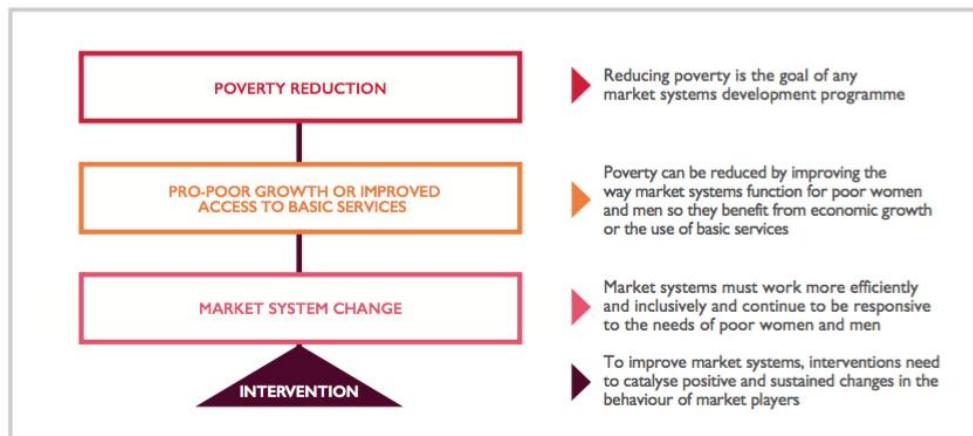 POVERTY REDUCTION
Reducing poverty is the goal of any
market systems development programme
PRO-POOR GROWTH OR IMPROVED
ACCESS TO BASIC SERVICES
Poverty can be reduced by improving the
way market systems function for poor women
and men so they benefit from economic growth
or the use of basic services
MARKET SYSTEM CHANGE
Market systems must work more efficiently
and inclusively and continue to be responsive
to the needs of poor women and men
INTERVENTION
To improve market systems, interventions need
to catalyse positive and sustained changes in the
behaviour of market players